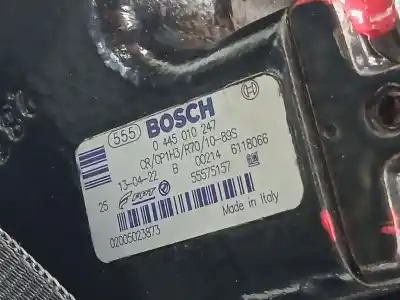 555 BOSCH
0 445 010 247
CR/CP1H3/R70/10-89S
13-04-22 B 00214 6118066
25 FPT 55575157
Made in Italy
02005023873